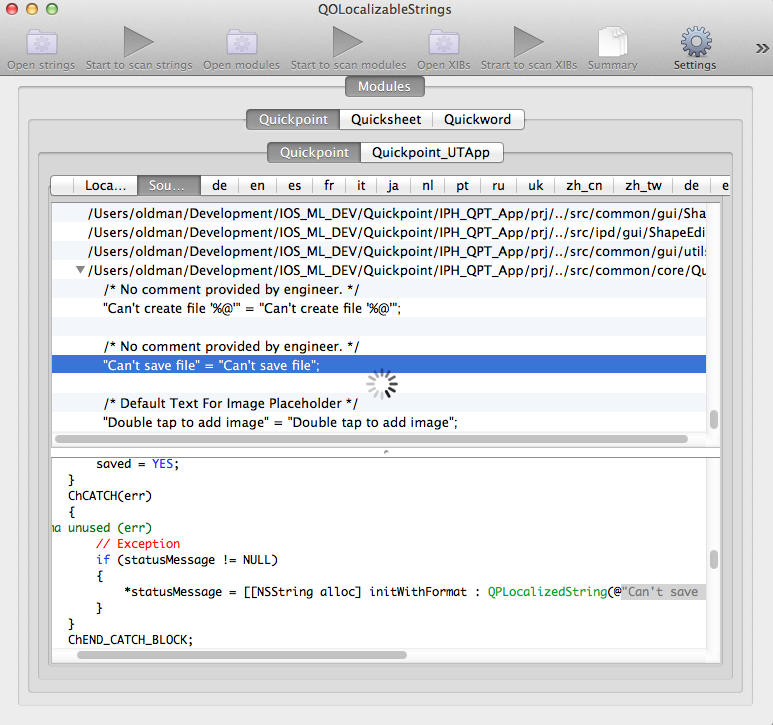 QOLocalizableStrings
Open strings Start to scan strings Open modules Start to scan modules Open XIBs Strart to scan XIBs Summary Settings »
Modules
Quickpoint Quicksheet Quickword
Quickpoint Quickpoint_UTApp
Loca... Sou... de en es fr it ja nl pt ru uk zh_cn zh_tw de e
/Users/oldman/Development/IOS_ML_DEV/Quickpoint/IPH_QPT_App/prj/../src/common/gui/Sha
/Users/oldman/Development/IOS_ML_DEV/Quickpoint/IPH_QPT_App/prj/../src/ipd/gui/ShapeEdi
/Users/oldman/Development/IOS_ML_DEV/Quickpoint/IPH_QPT_App/prj/../src/common/gui/utils
/Users/oldman/Development/IOS_ML_DEV/Quickpoint/IPH_QPT_App/prj/../src/common/core/Qu
/* No comment provided by engineer. */
"Can't create file '%@'" = "Can't create file '%@'";
/* No comment provided by engineer. */
"Can't save file" = "Can't save file";
/* Default Text For Image Placeholder */
"Double tap to add image" = "Double tap to add image";
saved = YES;
}
ChCATCH(err)
{
na unused (err)
// Exception
if (statusMessage != NULL)
{
*statusMessage = [[NSString alloc] initWithFormat : QPLocalizedString(@"Can't save
}
}
ChEND_CATCH_BLOCK;